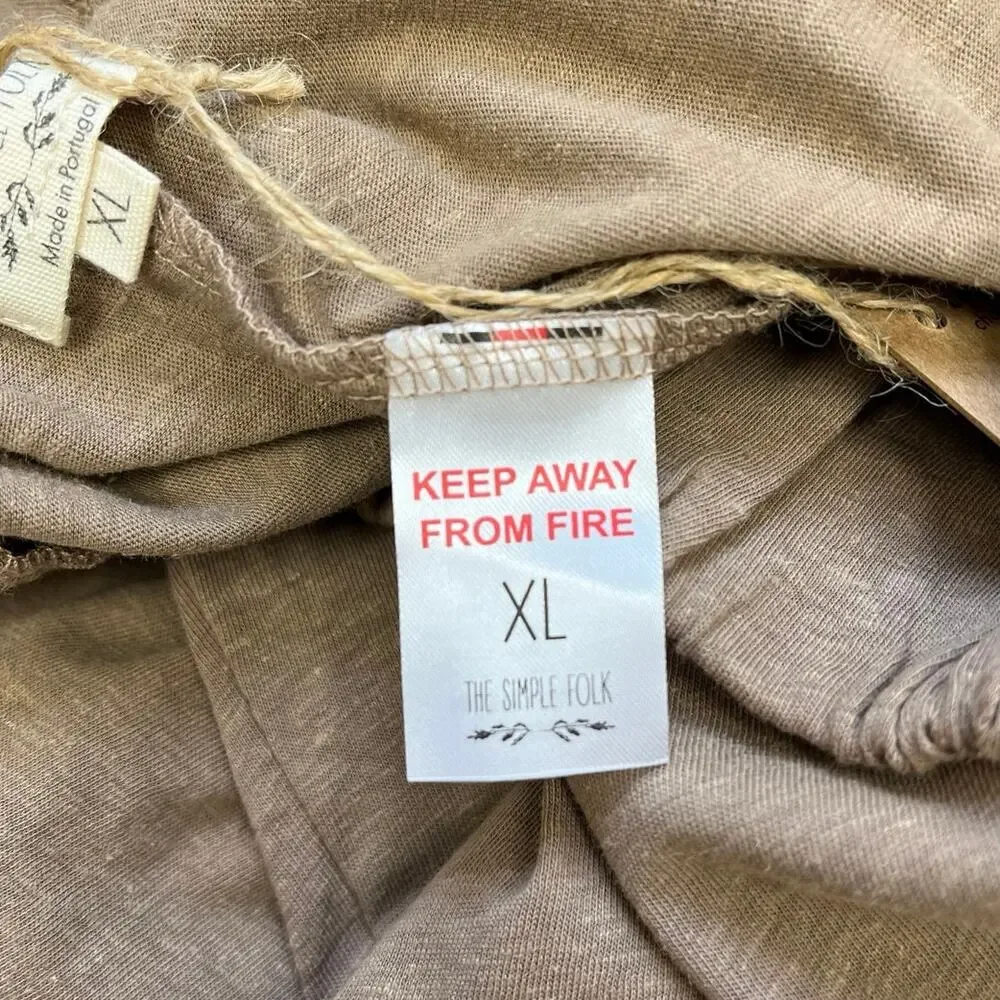 Made in Portugal
XL
KEEP AWAY
FROM FIRE
XL
THE SIMPLE FOLK